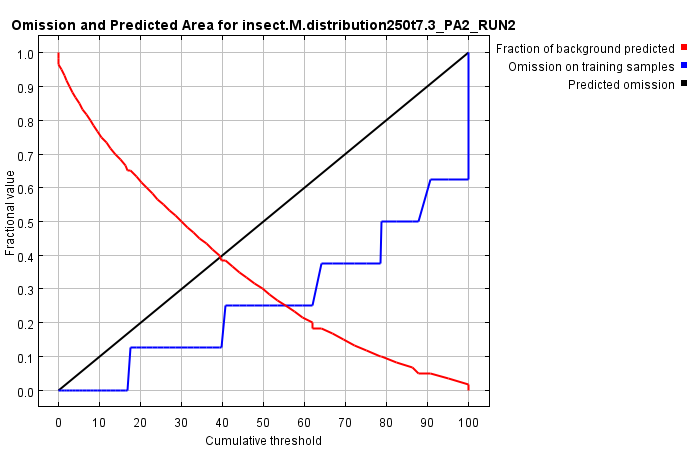 Omission and Predicted Area for insect.M.distribution250t7.3_PA2_RUN2
Fraction of background predicted
Omission on training samples
Predicted omission
Fractional value
1.0
0.9
0.8
0.7
0.6
0.5
0.4
0.3
0.2
0.1
0.0
0 10 20 30 40 50 60 70 80 90 100
Cumulative threshold